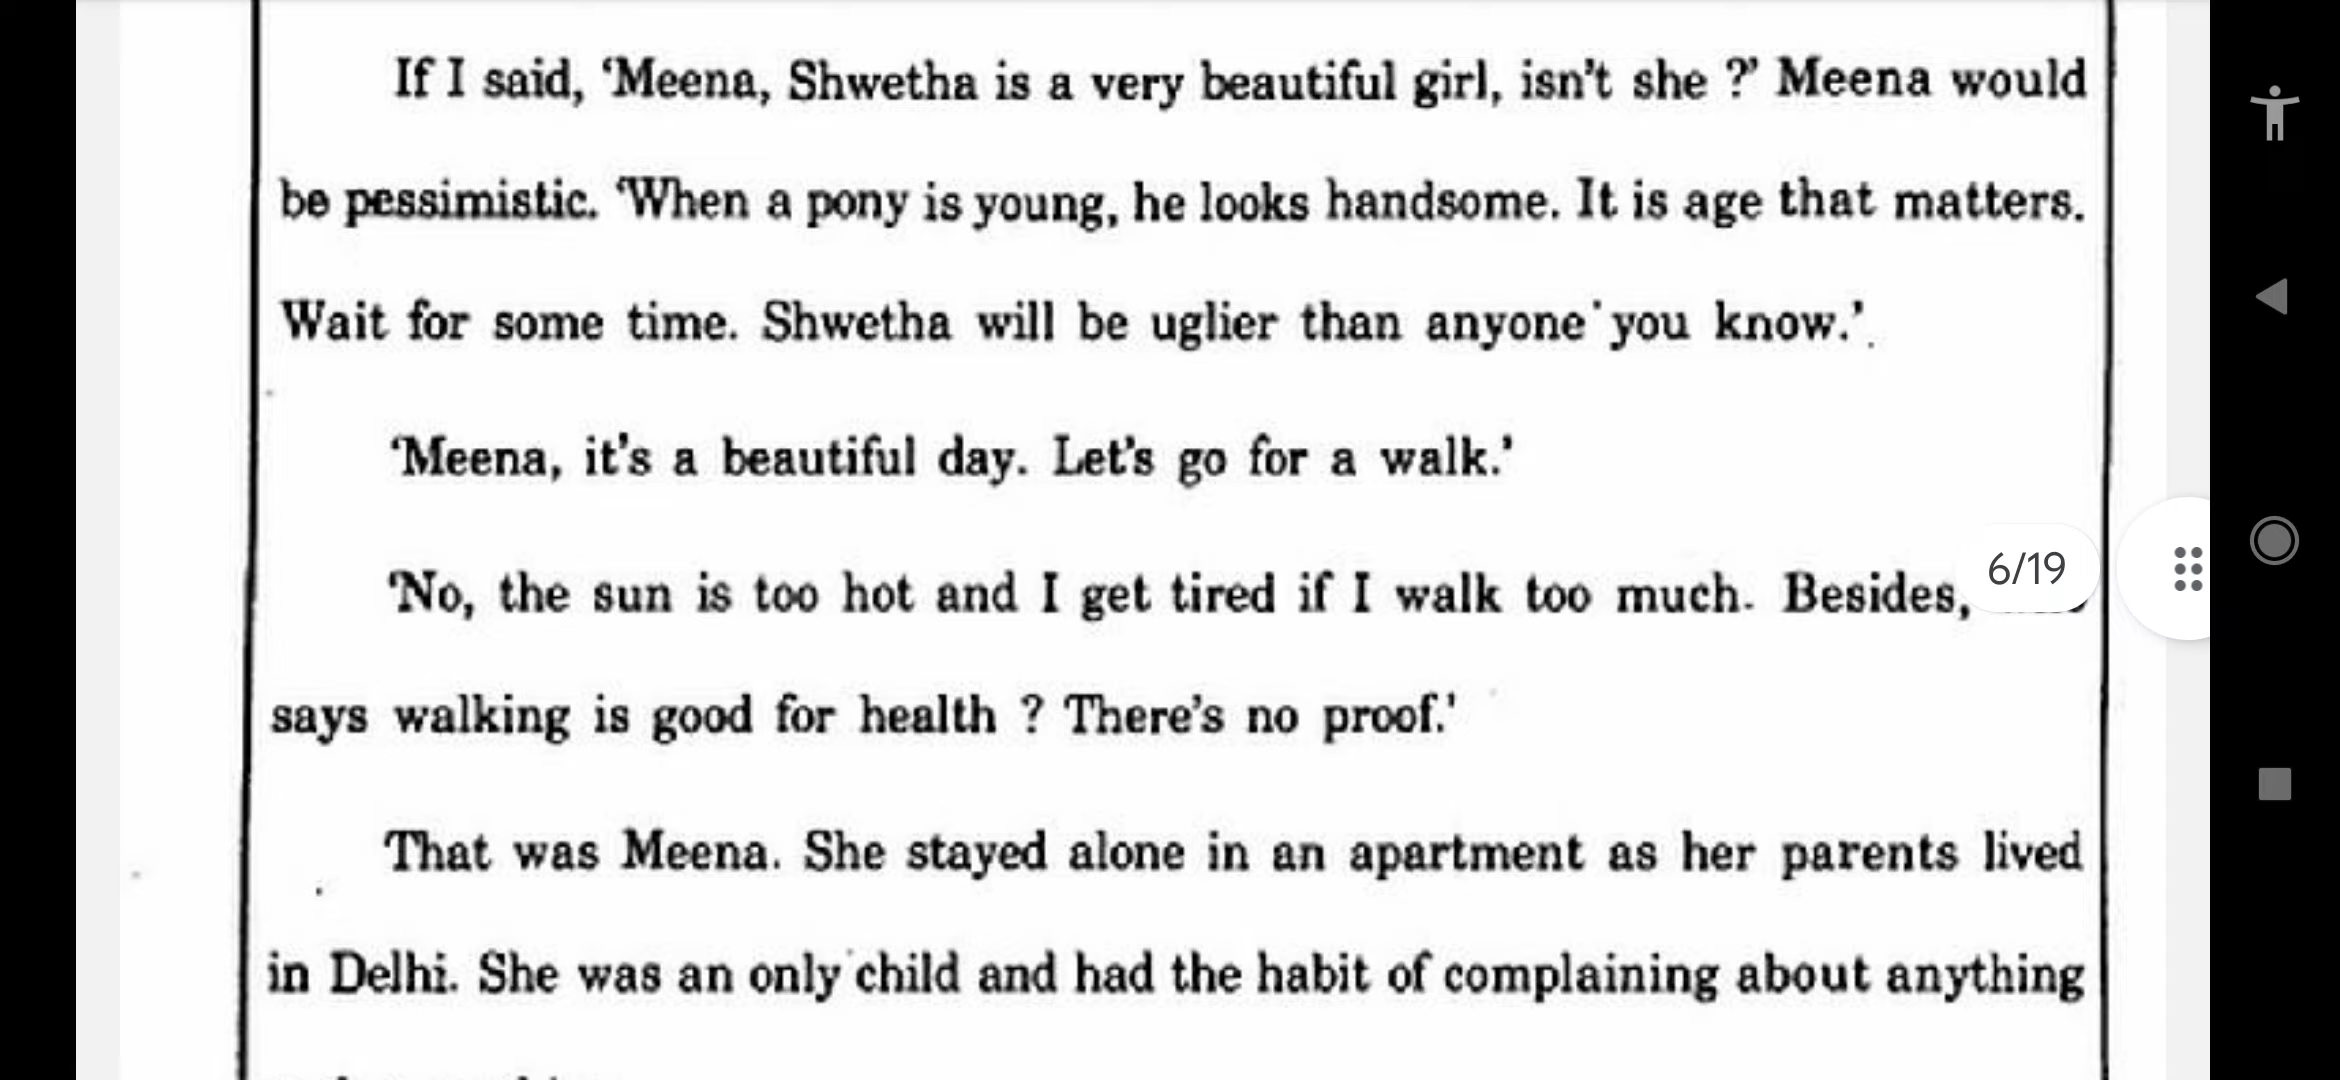 If I said, ‘Meena, Shwetha is a very beautiful girl, isn't she ?’ Meena would
be pessimistic. ‘When a pony is young, he looks handsome. It is age that matters.
Wait for some time. Shwetha will be uglier than anyone you know.’
‘Meena, it's a beautiful day. Let's go for a walk.’
‘No, the sun is too hot and I get tired if I walk too much. Besides,
6/19
says walking is good for health ? There's no proof.’
That was Meena. She stayed alone in an apartment as her parents lived
in Delhi. She was an only child and had the habit of complaining about anything